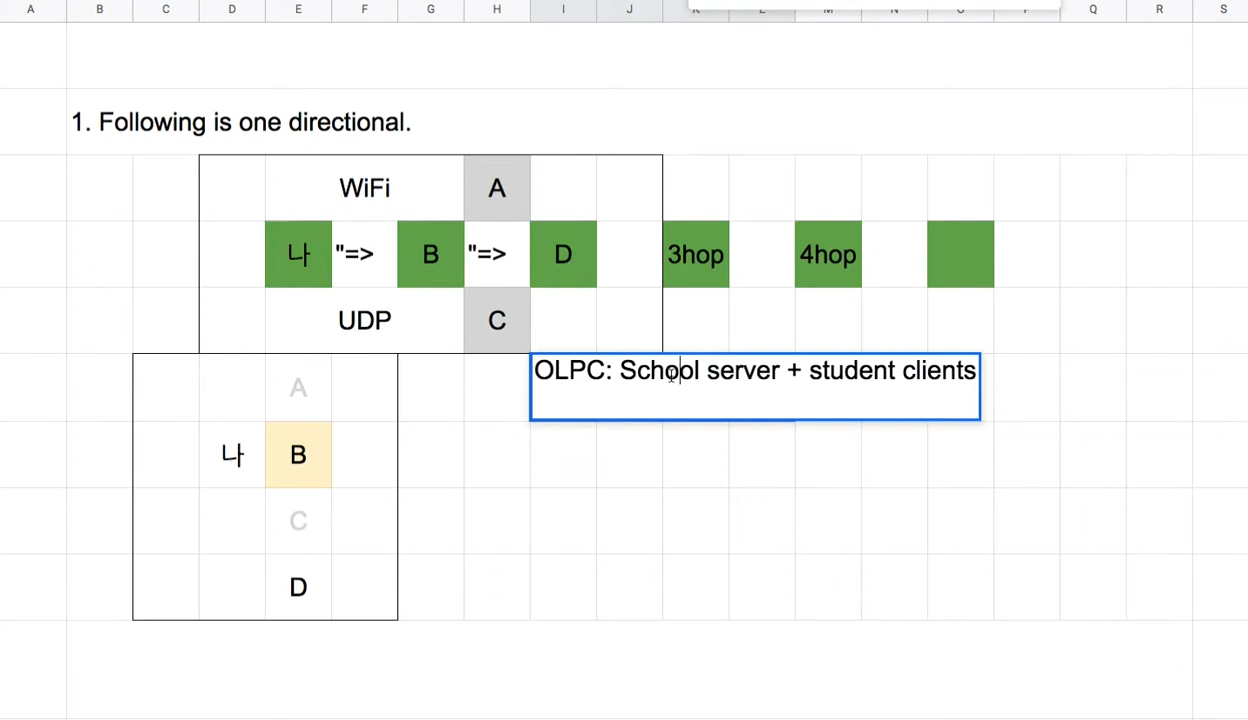 A B C D E F G H I J K L M N O P Q R S
1. Following is one directional.
WiFi A
나 "=> B "=> D 3hop 4hop
UDP C
OLPC: School server + student clients
A
나 B
C
D